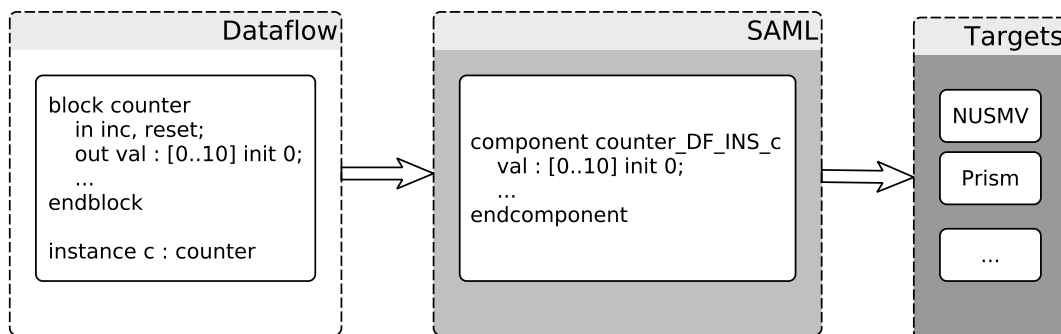 Dataflow
block counter
in inc, reset;
out val : [0..10] init 0;
...
endblock
instance c : counter
SAML
component counter_DF_INS_c
val : [0..10] init 0;
...
endcomponent
Targets
NUSMV
Prism
...